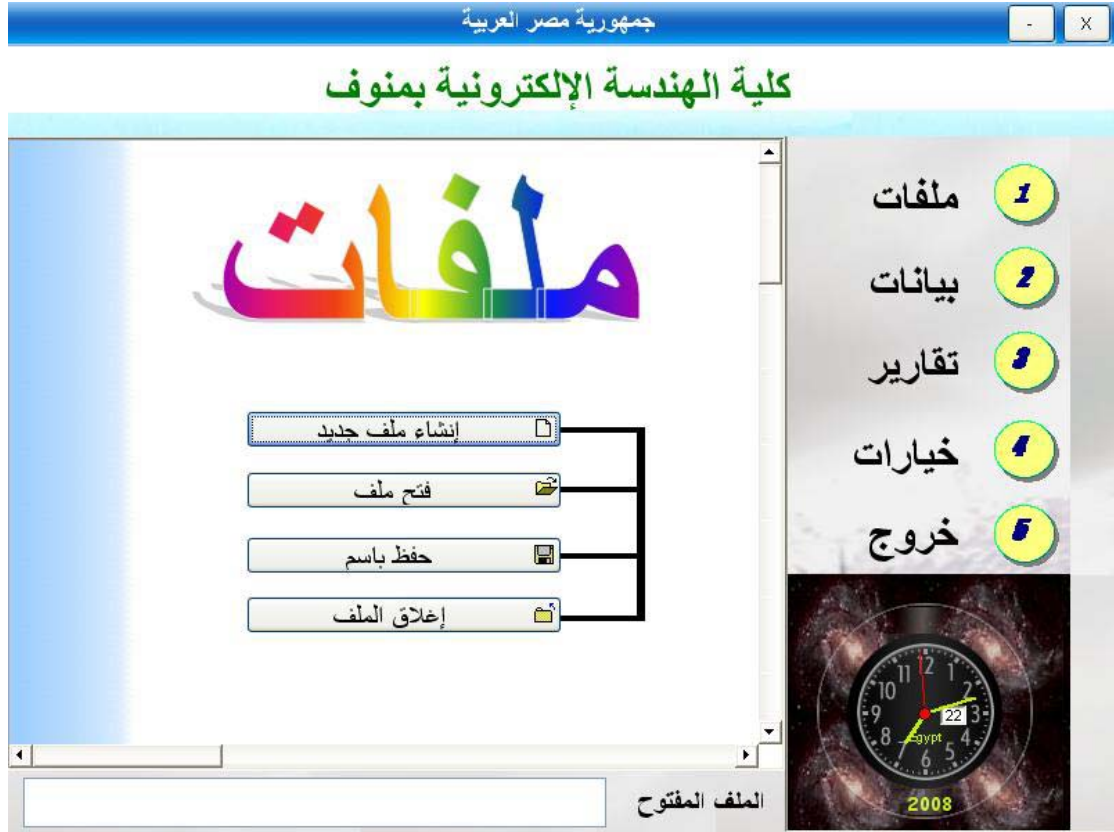 جمهورية مصر العربية
-
X
كلية الهندسة الإلكترونية بمنوف
ملفات
1 ملفات
2 بيانات
3 تقارير
4 خيارات
5 خروج
إنشاء ملف جديد
فتح ملف
حفظ باسم
إغلاق الملف
12
1
2
3
4
5
6
8
9
10
11
22
Egypt
2008
الملف المفتوح